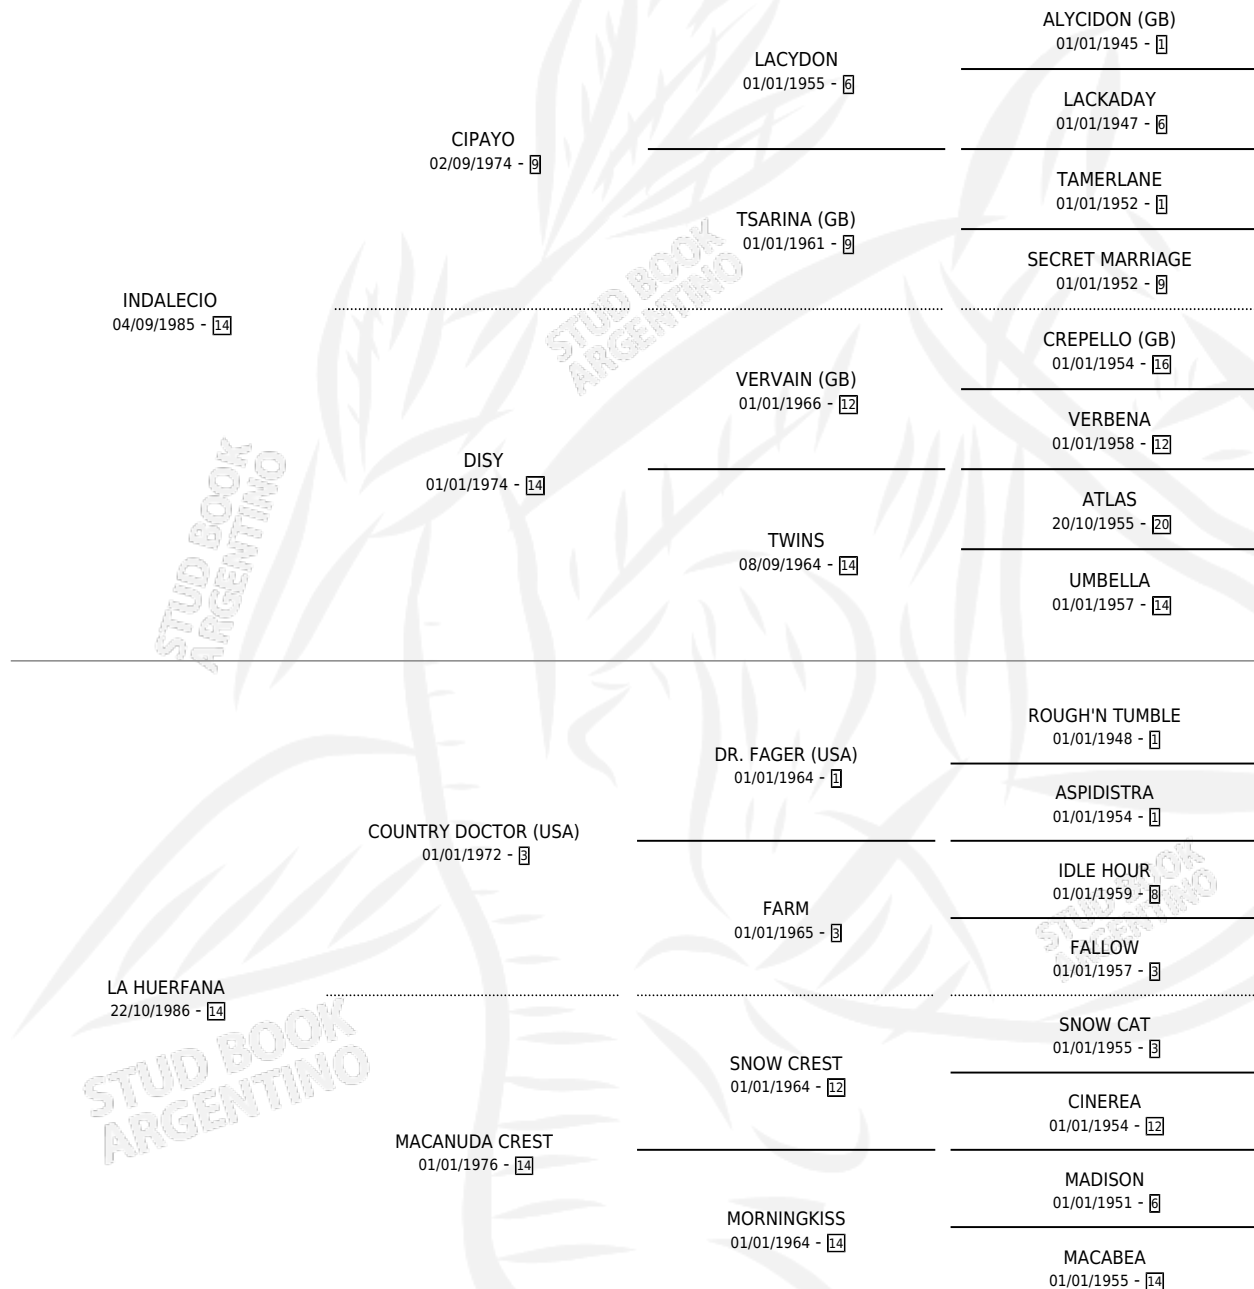 ALYCIDON (GB)
01/01/1945 - 1
LACYDON
01/01/1955 - 6
LACKADAY
01/01/1947 - 6
CIPAYO
02/09/1974 - 9
TAMERLANE
01/01/1952 - 1
TSARINA (GB)
01/01/1961 - 9
SECRET MARRIAGE
01/01/1952 - 9
INDALECIO
04/09/1985 - 14
STUD BOOK
ARGENTINO
CREPELLO (GB)
01/01/1954 - 16
VERVAIN (GB)
01/01/1966 - 12
VERBENA
01/01/1958 - 12
DISY
01/01/1974 - 14
ATLAS
20/10/1955 - 20
TWINS
08/09/1964 - 14
UMBELLA
01/01/1957 - 14
STUD BOOK
ARGENTINO
ROUGH'N TUMBLE
01/01/1948 - 1
DR. FAGER (USA)
01/01/1964 - 1
ASPIDISTRA
01/01/1954 - 1
COUNTRY DOCTOR (USA)
01/01/1972 - 3
IDLE HOUR
01/01/1959 - 8
FARM
01/01/1965 - 3
FALLOW
01/01/1957 - 3
STUD BOOK
ARGENTINO
LA HUERFANA
22/10/1986 - 14
SNOW CAT
01/01/1955 - 3
SNOW CREST
01/01/1964 - 12
CINEREA
01/01/1954 - 12
STUD BOOK
ARGENTINO
MACANUDA CREST
01/01/1976 - 14
MADISON
01/01/1951 - 6
MORNINGKISS
01/01/1964 - 14
MACABEA
01/01/1955 - 14